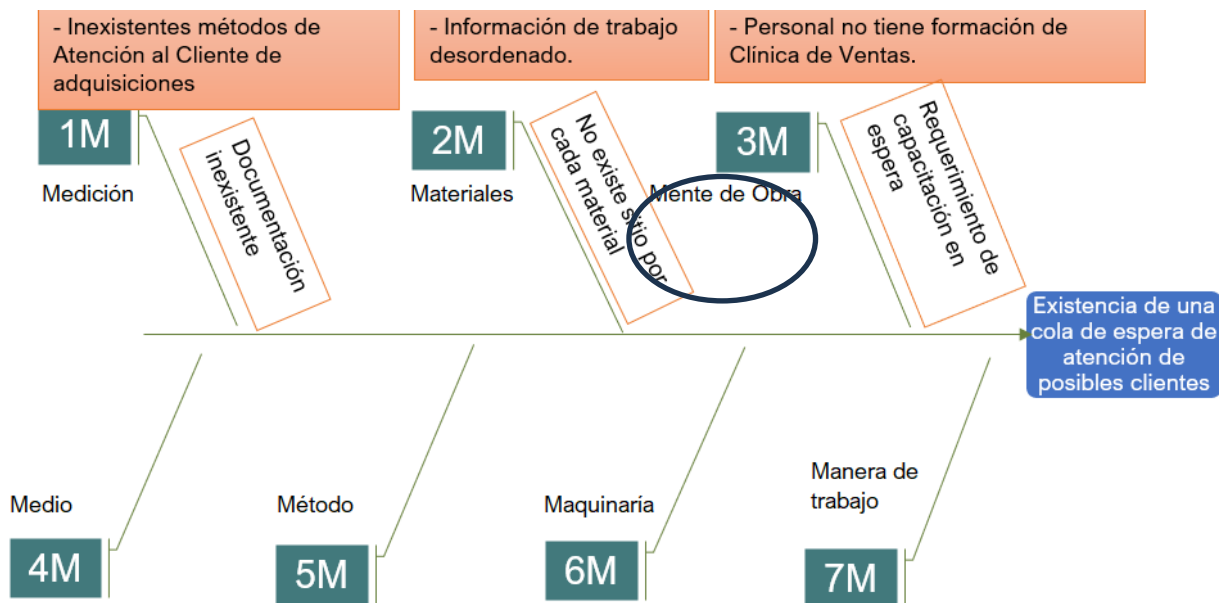 - Inexistentes métodos de
Atención al Cliente de
adquisiciones
- Información de trabajo
desordenado.
- Personal no tiene formación de
Clínica de Ventas.
1M
Medición
Documentación
inexistente
2M
Materiales
No existe sitio por
cada material
3M
Mente de Obra
Requerimiento de
capacitación en
espera
Existencia de una
cola de espera de
atención de
posibles clientes
Medio
4M
Método
5M
Maquinaría
6M
Manera de
trabajo
7M